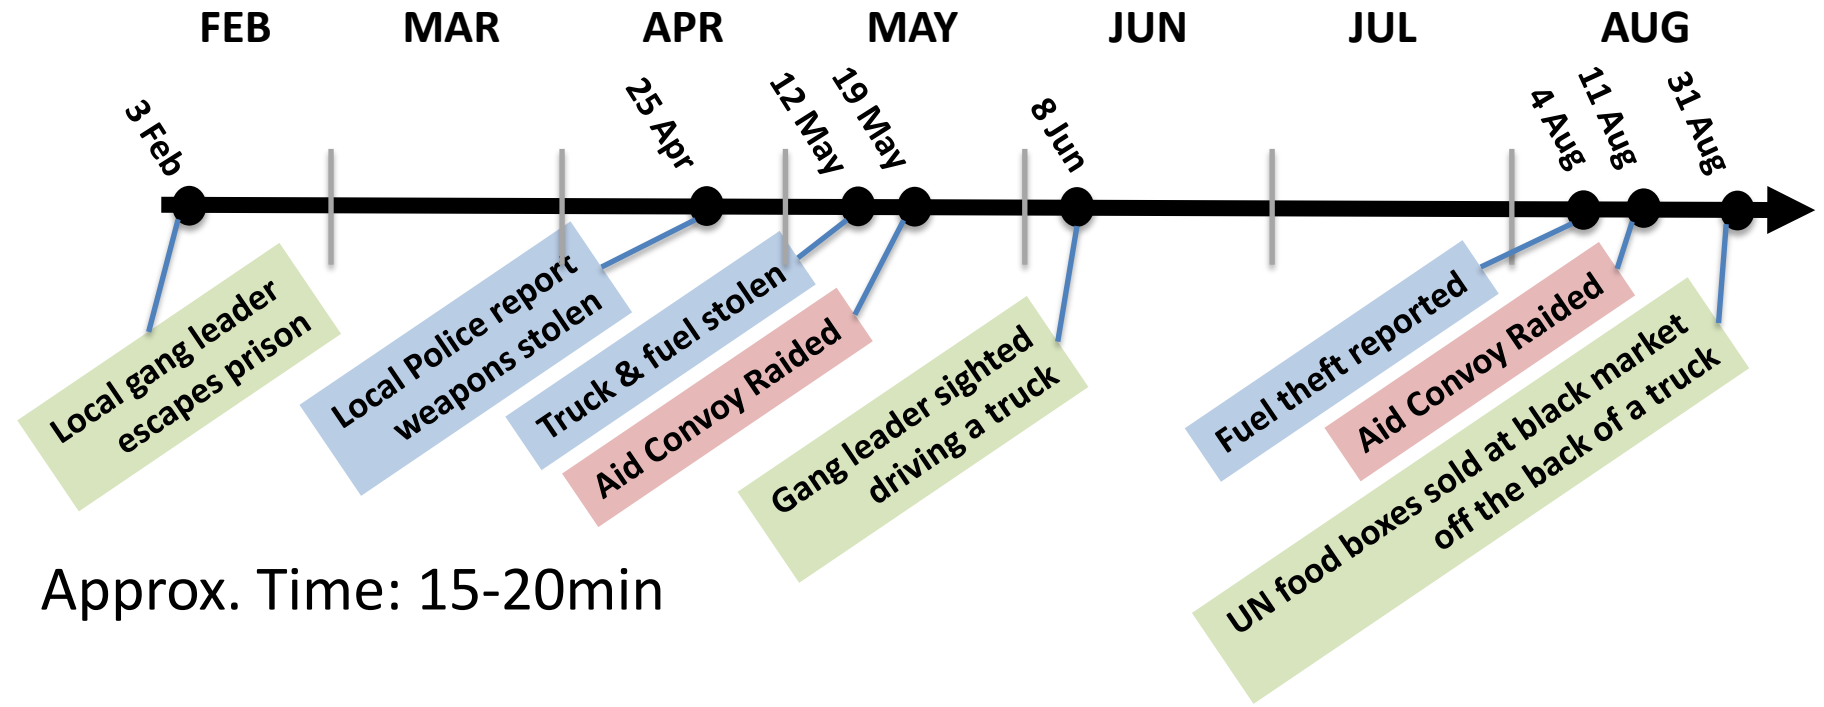 FEB MAR APR MAY JUN JUL AUG
3 Feb
25 Apr
12 May
19 May
8 Jun
4 Aug
11 Aug
31 Aug
Local gang leader
escapes prison
Local Police report
weapons stolen
Truck & fuel stolen
Aid Convoy Raided
Gang leader sighted
driving a truck
Fuel theft reported
Aid Convoy Raided
UN food boxes sold at black market
off the back of a truck
Approx. Time: 15-20min